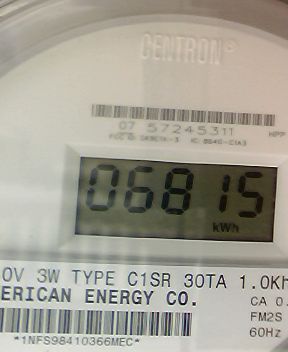 CENTRON®
07 57245311
HPP
06815
kWh
0V 3W TYPE C1SR 30TA 1.0Kh
ERICAN ENERGY CO.
CA 0.
FM2S
60Hz
*1NFS98410366MEC*